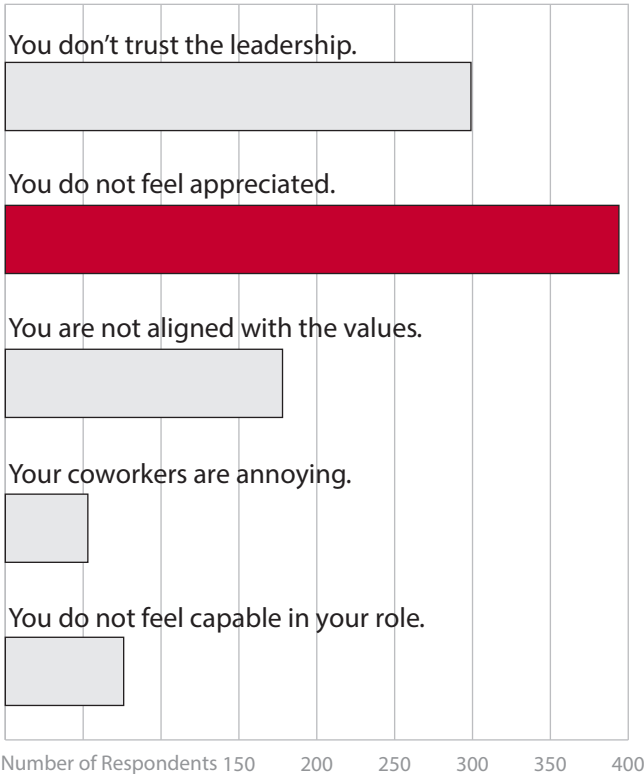 You don’t trust the leadership.
You do not feel appreciated.
You are not aligned with the values.
Your coworkers are annoying.
You do not feel capable in your role.
Number of Respondents 150 200 250 300 350 400